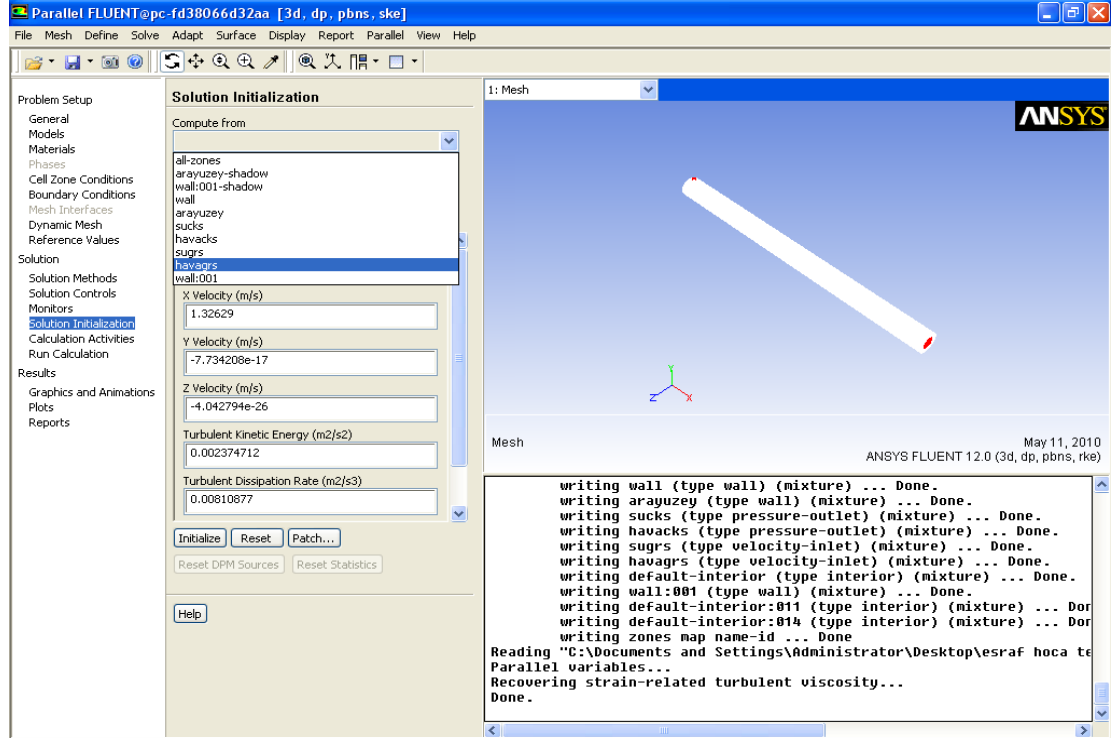 Parallel FLUENT@pc-fd38066d32aa [3d, dp, pbns, ske]
File Mesh Define Solve Adapt Surface Display Report Parallel View Help
Problem Setup
General
Models
Materials
Phases
Cell Zone Conditions
Boundary Conditions
Mesh Interfaces
Dynamic Mesh
Reference Values
Solution
Solution Methods
Solution Controls
Monitors
Solution Initialization
Calculation Activities
Run Calculation
Results
Graphics and Animations
Plots
Reports
Solution Initialization
Compute from
all-zones
arayuzey-shadow
wall:001-shadow
wall
arayuzey
sucks
havacks
sugrs
havagrs
wall:001
X Velocity (m/s)
1.32629
Y Velocity (m/s)
-7.734208e-17
Z Velocity (m/s)
-4.042794e-26
Turbulent Kinetic Energy (m2/s2)
0.002374712
Turbulent Dissipation Rate (m2/s3)
0.00810877
Initialize Reset Patch...
Reset DPM Sources Reset Statistics
Help
1: Mesh
ANSYS
Y
Z X
Mesh
May 11, 2010
ANSYS FLUENT 12.0 (3d, dp, pbns, rke)
writing wall (type wall) (mixture) ... Done.
writing arayuzey (type wall) (mixture) ... Done.
writing sucks (type pressure-outlet) (mixture) ... Done.
writing havacks (type pressure-outlet) (mixture) ... Done.
writing sugrs (type velocity-inlet) (mixture) ... Done.
writing havagrs (type velocity-inlet) (mixture) ... Done.
writing default-interior (type interior) (mixture) ... Done.
writing wall:001 (type wall) (mixture) ... Done.
writing default-interior:011 (type interior) (mixture) ... Don
writing default-interior:014 (type interior) (mixture) ... Don
writing zones map name-id ... Done
Reading "C:\Documents and Settings\Administrator\Desktop\esraf hoca te
Parallel variables...
Recovering strain-related turbulent viscosity...
Done.